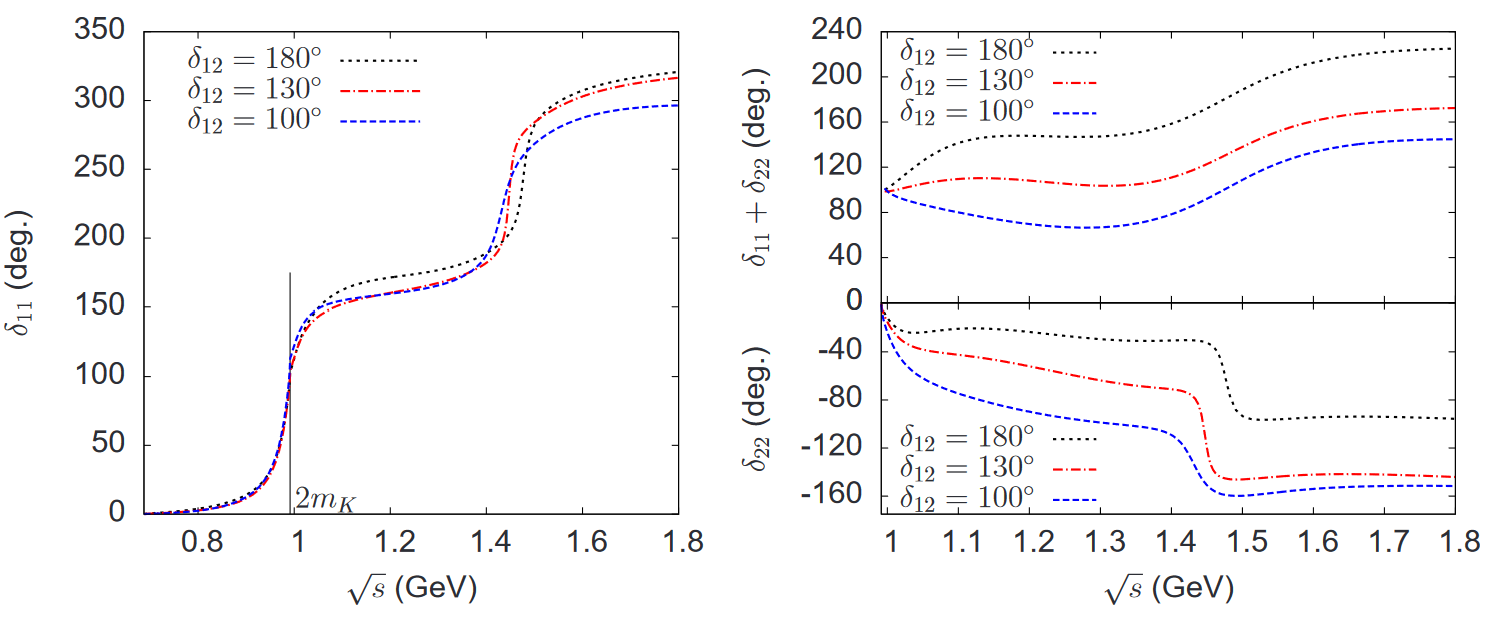 350
300
250
200
150
100
50
0
δ₁₁ (deg.)
δ₁₂ = 180°
δ₁₂ = 130°
δ₁₂ = 100°
2m_K
0.8 1 1.2 1.4 1.6 1.8
√s (GeV)
240
200
160
120
80
40
0
δ₁₁ + δ₂₂ (deg.)
δ₁₂ = 180°
δ₁₂ = 130°
δ₁₂ = 100°
-40
-80
-120
-160
δ₂₂ (deg.)
δ₁₂ = 180°
δ₁₂ = 130°
δ₁₂ = 100°
1 1.1 1.2 1.3 1.4 1.5 1.6 1.7 1.8
√s (GeV)